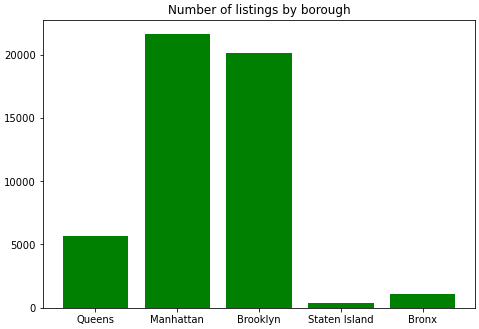 Number of listings by borough
20000
15000
10000
5000
0
Queens Manhattan Brooklyn Staten Island Bronx